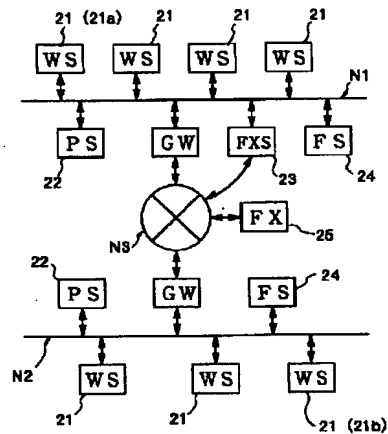 21 (21a) 21 21 21
WS WS WS WS
N1
PS GW FXS FS
22 23 24
FX
N3 25
22 24
PS GW FS
N2
WS WS WS
21 21 21 (21b)